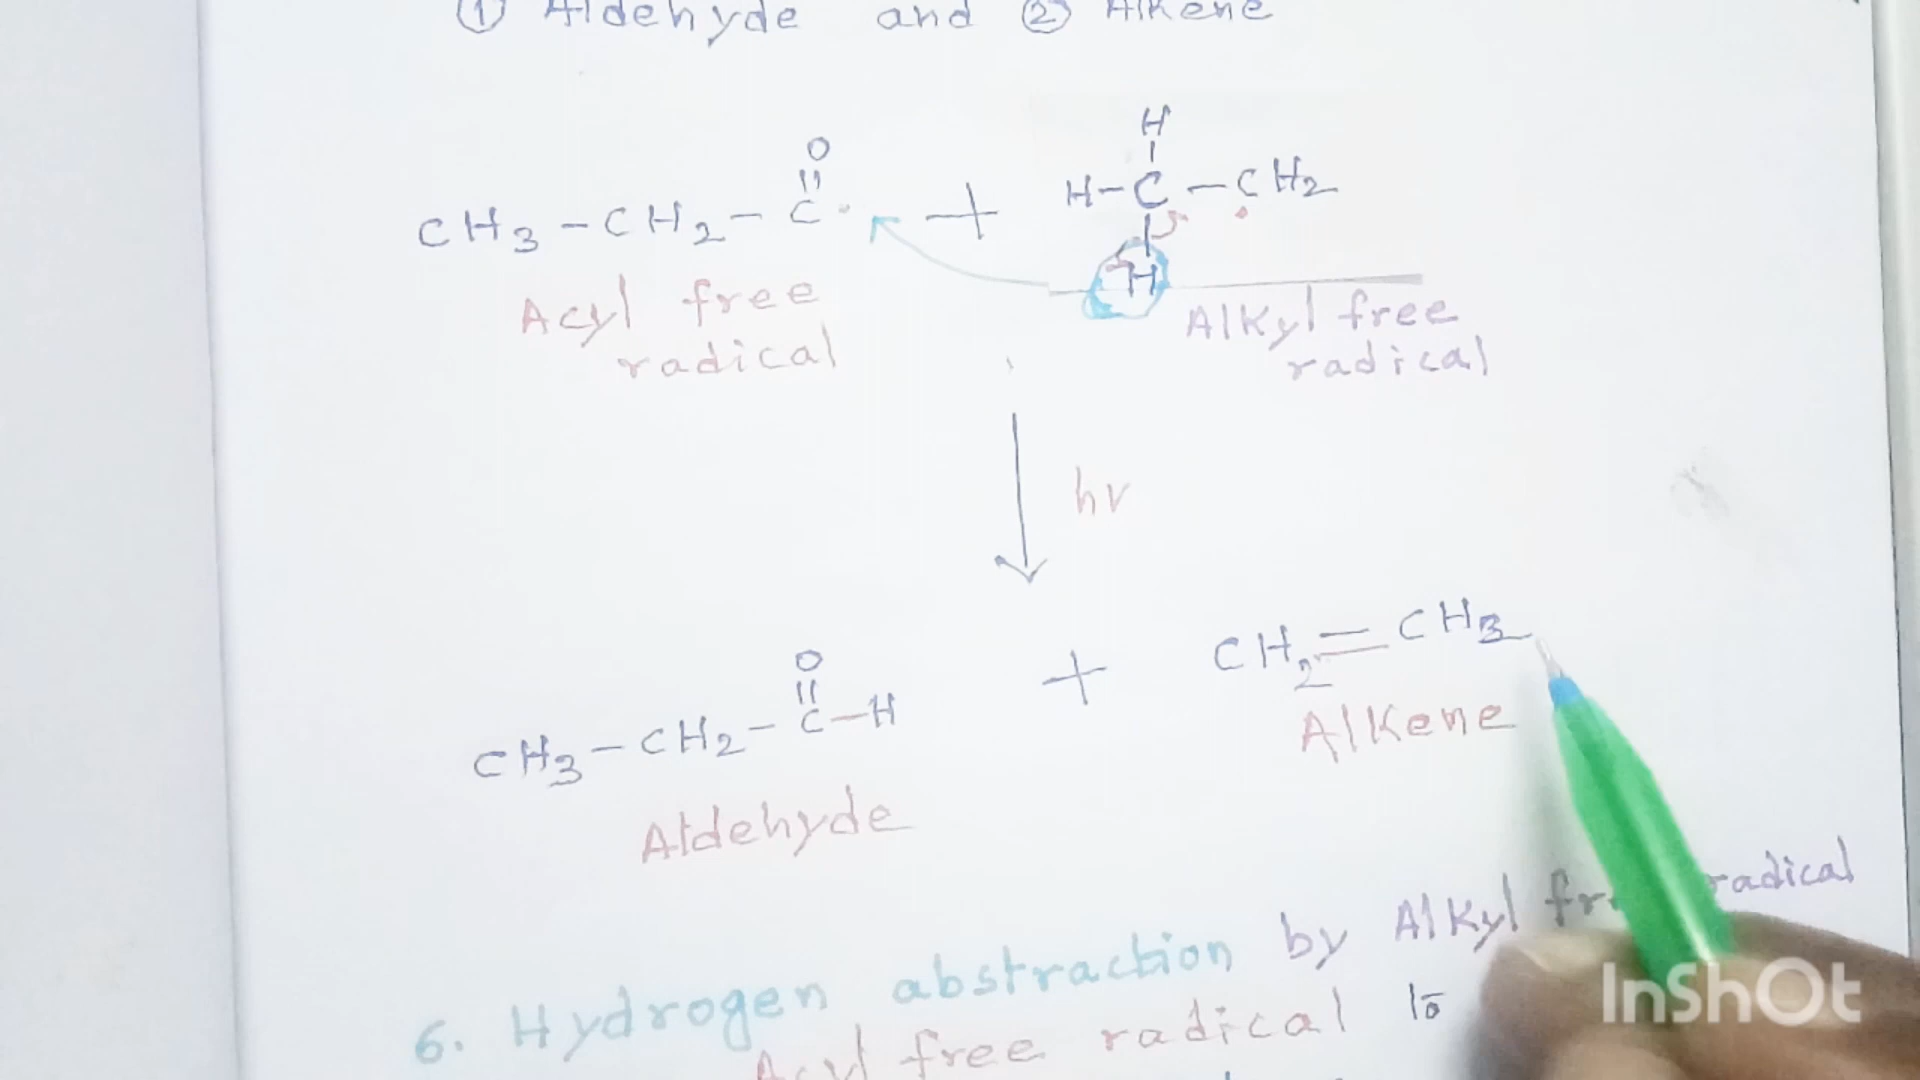 ① Aldehyde and ② Alkene
H
O
||
CH3 - CH2 - C· + H-C-CH2
H
Acyl free radical
Alkyl free radical
hν
O
||
CH3 - CH2 - C-H + CH2=CH3
Aldehyde
Alkene
6. Hydrogen abstraction by Alkyl radical
Acyl free radical to
InShOt